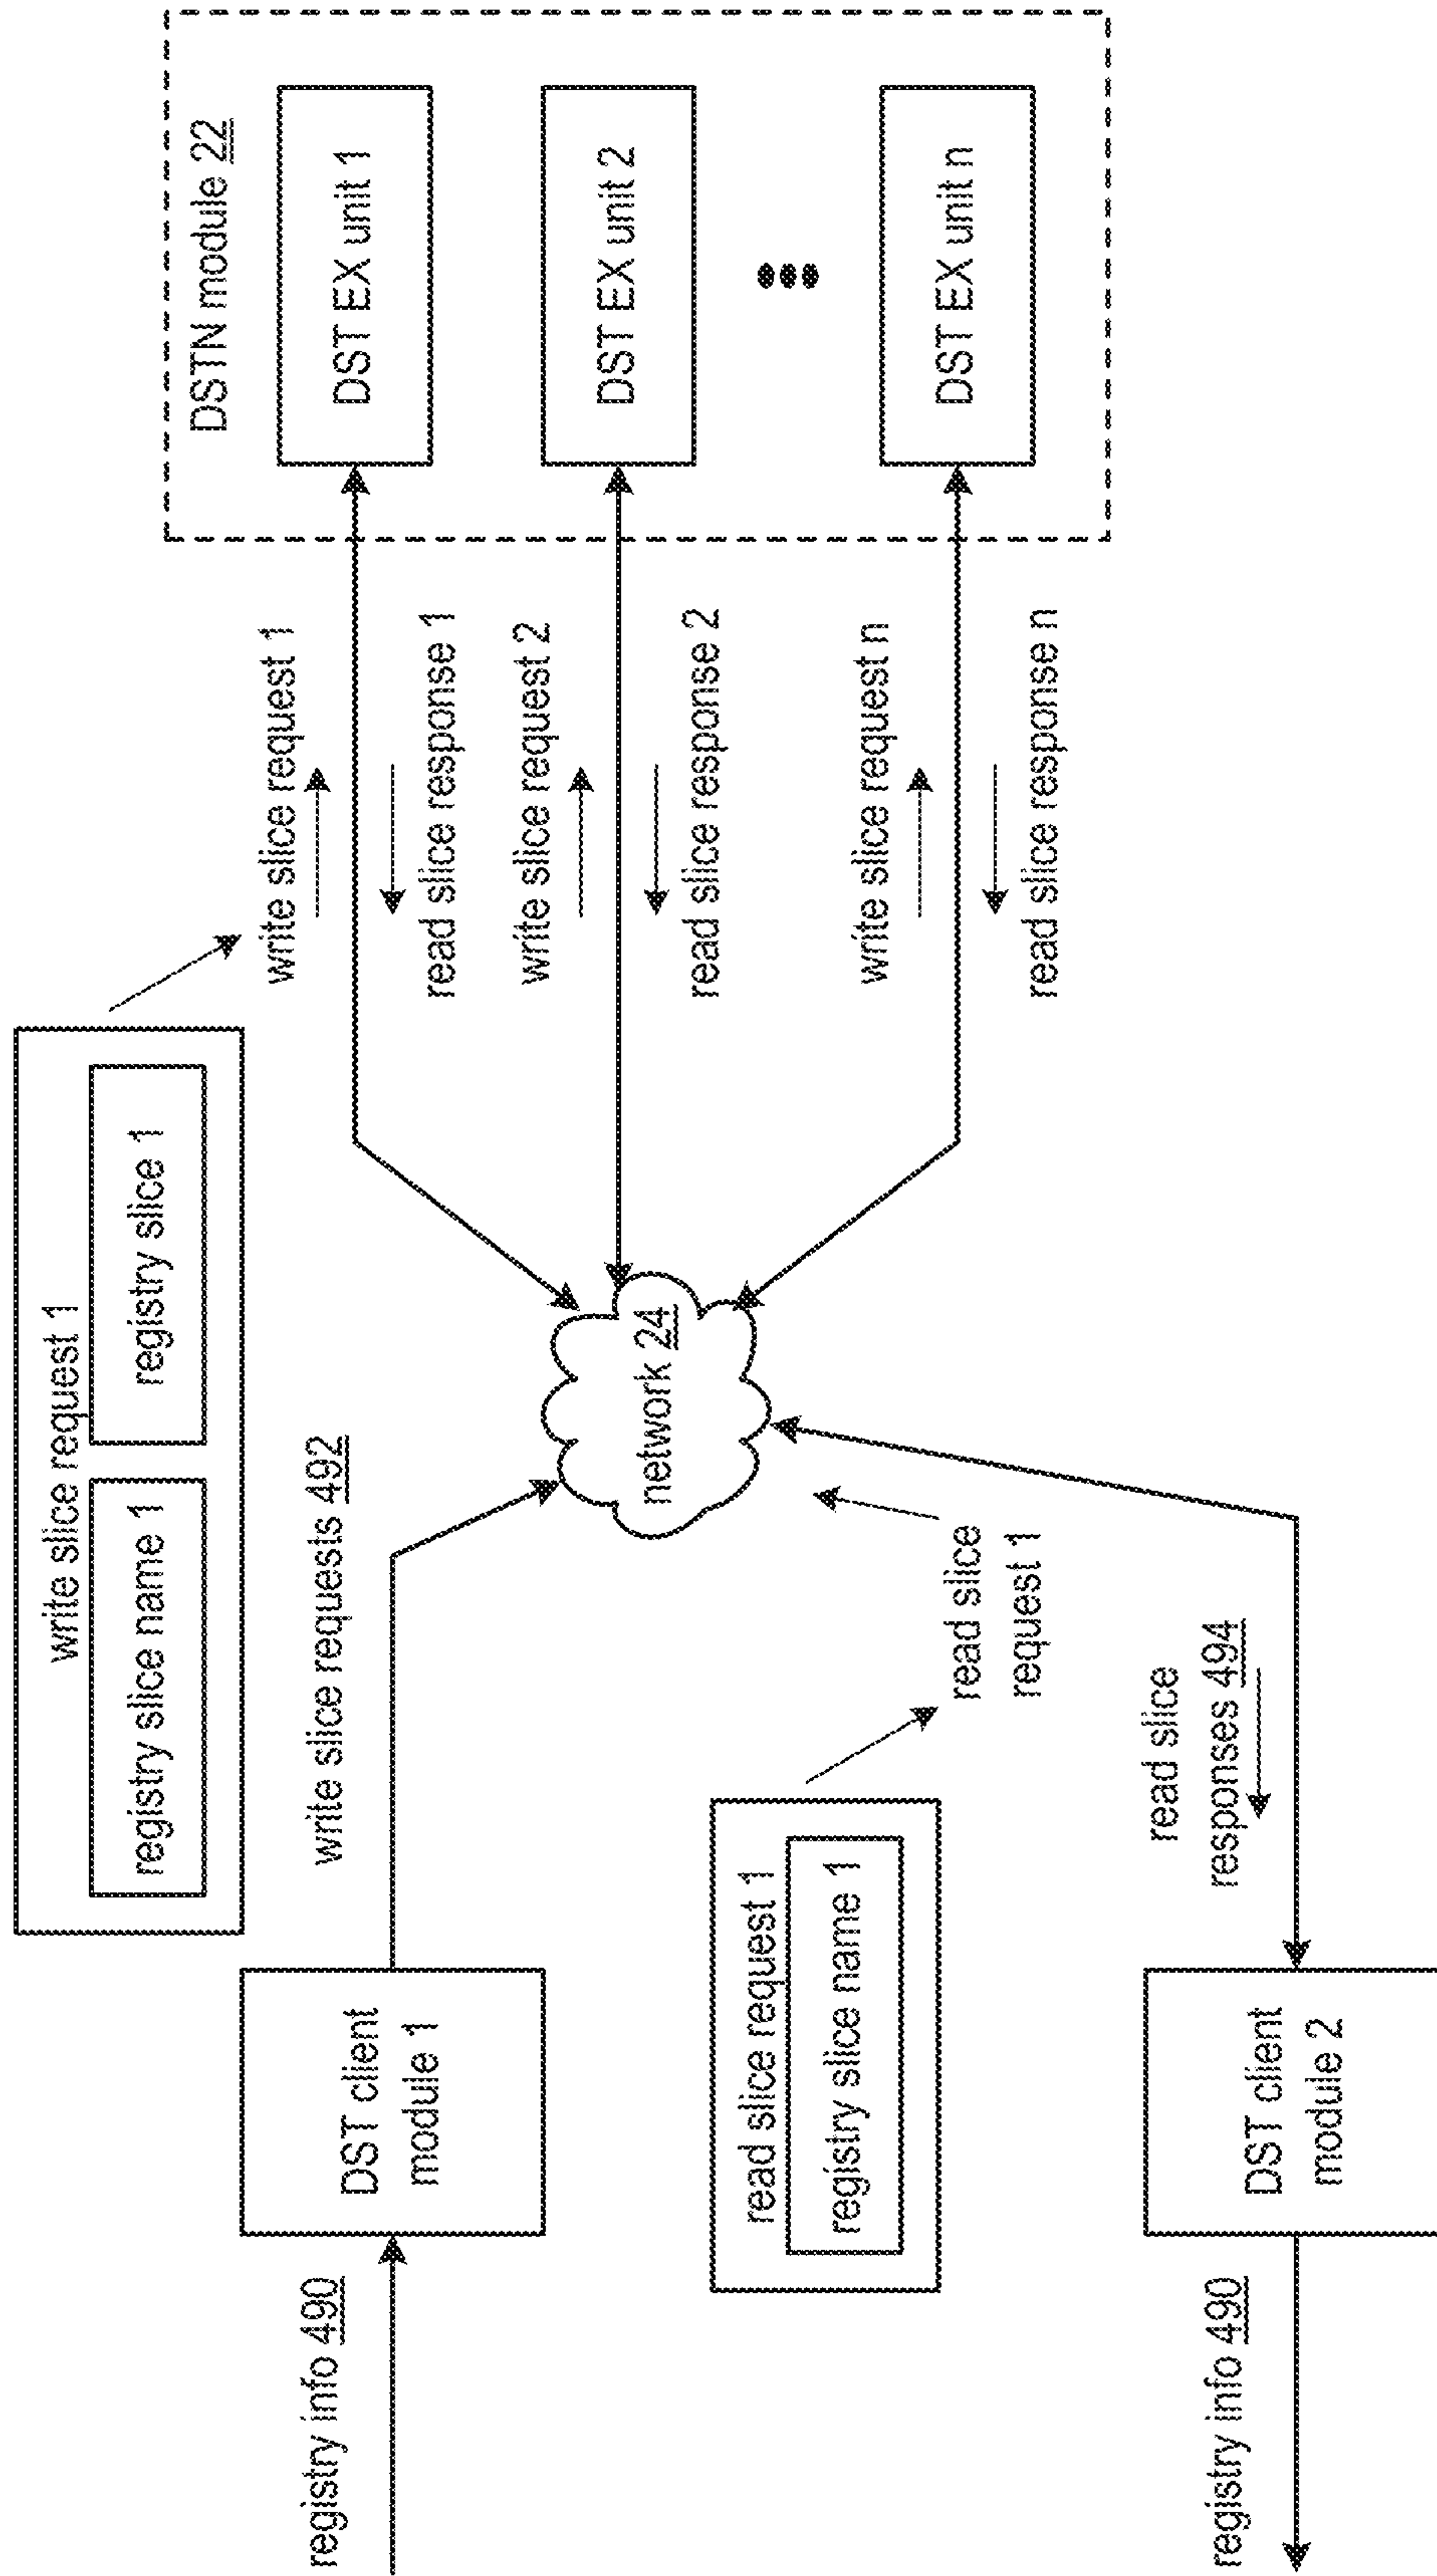 write slice request 1
registry slice name 1
registry slice 1
DSTN module 22
registry info 490
DST client
module 1
write slice requests 492
write slice request 1
read slice response 1
DST EX unit 1
write slice request 2
read slice response 2
DST EX unit 2
network 24
read slice request 1
registry slice name 1
read slice
request 1
write slice request n
read slice response n
DST EX unit n
registry info 490
DST client
module 2
read slice
responses 494